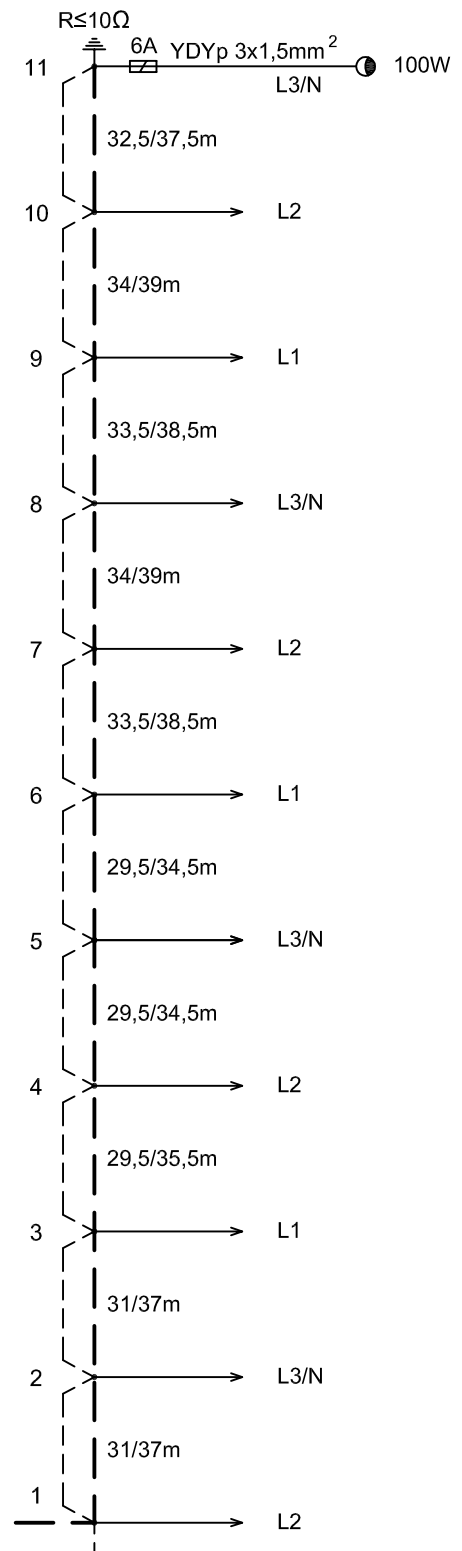 R≤10Ω
11 6A YDYp 3x1,5mm² 100W
L3/N
32,5/37,5m
10 L2
34/39m
9 L1
33,5/38,5m
8 L3/N
34/39m
7 L2
33,5/38,5m
6 L1
29,5/34,5m
5 L3/N
29,5/34,5m
4 L2
29,5/35,5m
3 L1
31/37m
2 L3/N
31/37m
1 L2